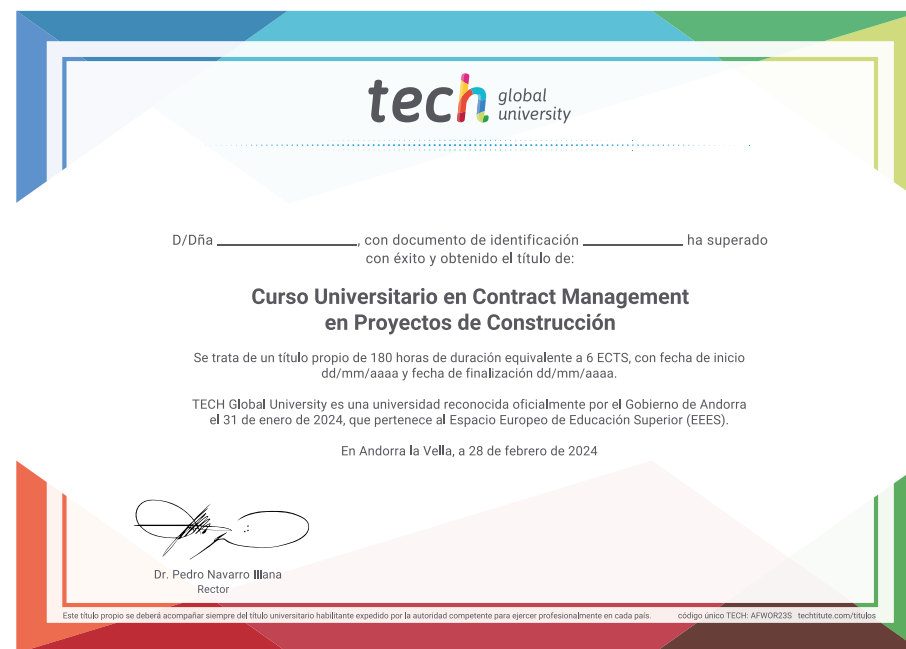 tech global university
D/Dña ____________________, con documento de identificación ______________ ha superado
con éxito y obtenido el título de:
Curso Universitario en Contract Management
en Proyectos de Construcción
Se trata de un título propio de 180 horas de duración equivalente a 6 ECTS, con fecha de inicio
dd/mm/aaaa y fecha de finalización dd/mm/aaaa.
TECH Global University es una universidad reconocida oficialmente por el Gobierno de Andorra
el 31 de enero de 2024, que pertenece al Espacio Europeo de Educación Superior (EEES).
En Andorra la Vella, a 28 de febrero de 2024
Dr. Pedro Navarro Illana
Rector
Este título propio se deberá acompañar siempre del título universitario habilitante expedido por la autoridad competente para ejercer profesionalmente en cada país. código único TECH: AFWOR23S techtitute.com/titulos